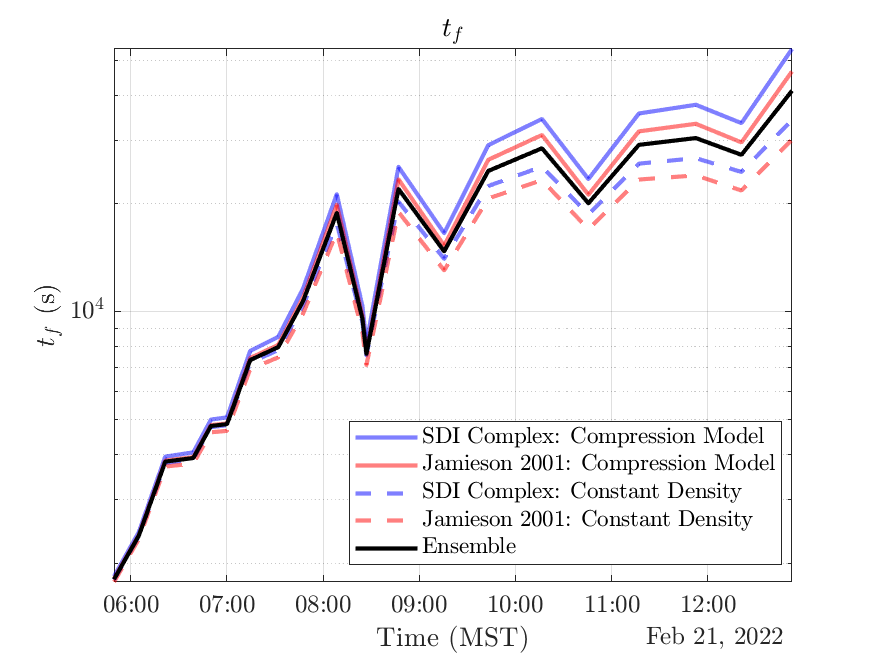 t_f
t_f (s)
10^4
SDI Complex: Compression Model
Jamieson 2001: Compression Model
SDI Complex: Constant Density
Jamieson 2001: Constant Density
Ensemble
06:00 07:00 08:00 09:00 10:00 11:00 12:00
Time (MST)
Feb 21, 2022